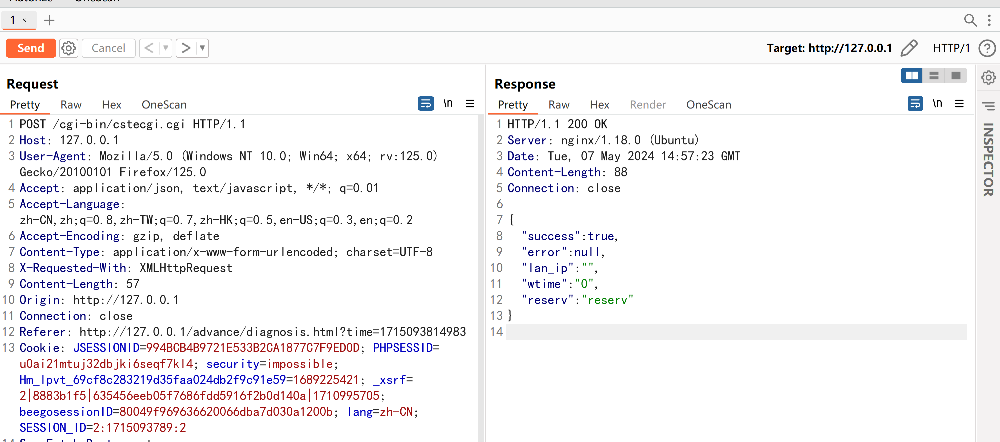 Autorize OneScan
1 × +
Send Cancel < > Target: http://127.0.0.1 HTTP/1
Request
Pretty Raw Hex OneScan \n
1 POST /cgi-bin/cstecgi.cgi HTTP/1.1
2 Host: 127.0.0.1
3 User-Agent: Mozilla/5.0 (Windows NT 10.0; Win64; x64; rv:125.0)
Gecko/20100101 Firefox/125.0
4 Accept: application/json, text/javascript, */*; q=0.01
5 Accept-Language:
zh-CN,zh;q=0.8,zh-TW;q=0.7,zh-HK;q=0.5,en-US;q=0.3,en;q=0.2
6 Accept-Encoding: gzip, deflate
7 Content-Type: application/x-www-form-urlencoded; charset=UTF-8
8 X-Requested-With: XMLHttpRequest
9 Content-Length: 57
10 Origin: http://127.0.0.1
11 Connection: close
12 Referer: http://127.0.0.1/advance/diagnosis.html?time=1715093814983
13 Cookie: JSESSIONID=994BCB4B9721E533B2CA1877C7F9ED0D; PHPSESSID=
u0ai21mtuj32dbjki6seqf7kl4; security=impossible;
Hm_lpvt_69cf8c283219d35faa024db2f9c91e59=1689225421; _xsrf=
2|8883b1f5|635456eeb05f7686fdd5916f2b0d140a|1710995705;
beegosessionID=80049f969636620066dba7d030a1200b; lang=zh-CN;
SESSION_ID=2:1715093789:2
14 Sec-Fetch-Dest: empty
Response
Pretty Raw Hex Render OneScan \n
1 HTTP/1.1 200 OK
2 Server: nginx/1.18.0 (Ubuntu)
3 Date: Tue, 07 May 2024 14:57:23 GMT
4 Content-Length: 88
5 Connection: close
6
7 {
8 "success":true,
9 "error":null,
10 "lan_ip":"",
11 "wtime":"0",
12 "reserv":"reserv"
13 }
14
INSPECTOR